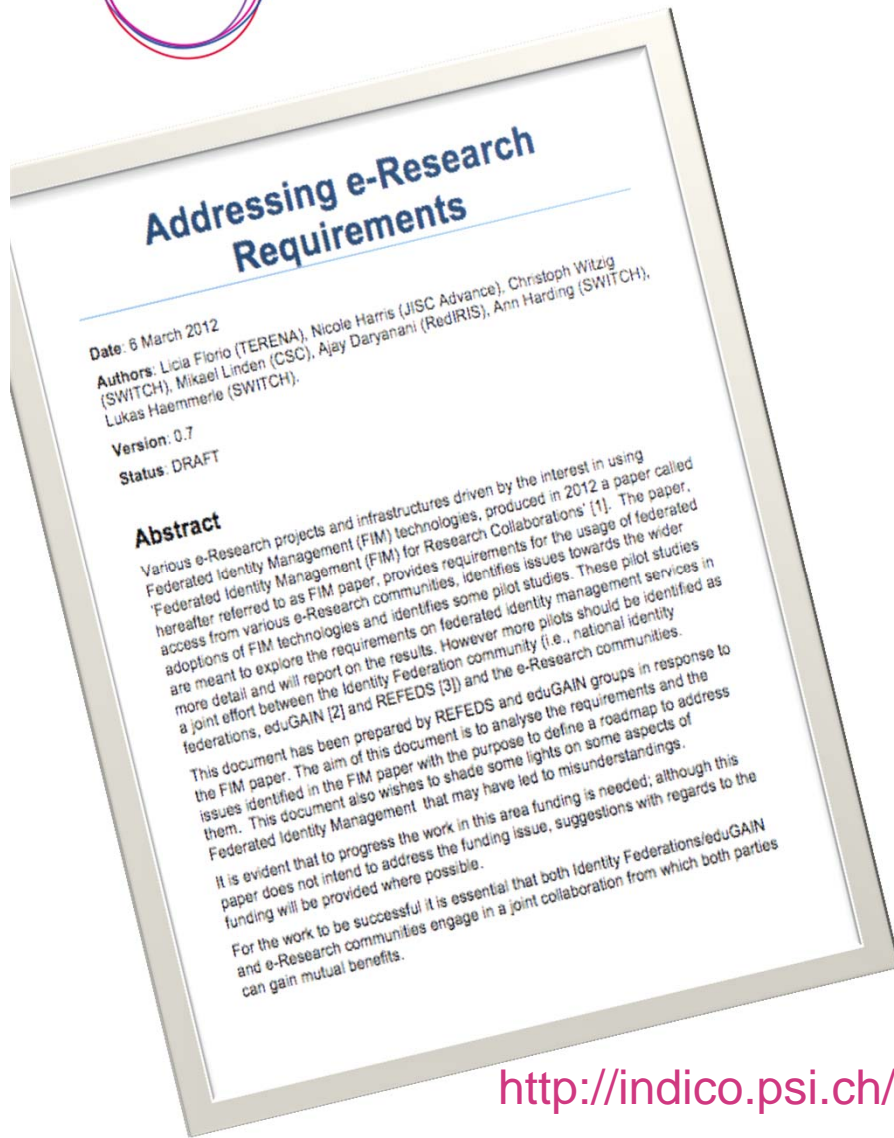 Addressing e-Research
Requirements
Date: 6 March 2012
Authors: Licia Florio (TERENA), Nicole Harris (JISC Advance), Christoph Witzig
(SWITCH), Mikael Linden (CSC), Ajay Daryanani (RedIRIS), Ann Harding (SWITCH),
Lukas Haemmerle (SWITCH).
Version: 0.7
Status: DRAFT
Abstract
Various e-Research projects and infrastructures driven by the interest in using
Federated Identity Management (FIM) technologies, produced in 2012 a paper called
'Federated Identity Management (FIM) for Research Collaborations' [1]. The paper,
hereafter referred to as FIM paper, provides requirements for the usage of federated
access from various e-Research communities, identifies issues towards the wider
adoptions of FIM technologies and identifies some pilot studies. These pilot studies
are meant to explore the requirements on federated identity management services in
more detail and will report on the results. However more pilots should be identified as
a joint effort between the Identity Federation community (i.e., national identity
federations, eduGAIN [2] and REFEDS [3]) and the e-Research communities.
This document has been prepared by REFEDS and eduGAIN groups in response to
the FIM paper. The aim of this document is to analyse the requirements and the
issues identified in the FIM paper with the purpose to define a roadmap to address
them. This document also wishes to shade some lights on some aspects of
Federated Identity Management that may have led to misunderstandings.
It is evident that to progress the work in this area funding is needed; although this
paper does not intend to address the funding issue, suggestions with regards to the
funding will be provided where possible.
For the work to be successful it is essential that both Identity Federations/eduGAIN
and e-Research communities engage in a joint collaboration from which both parties
can gain mutual benefits.
http://indico.psi.ch/